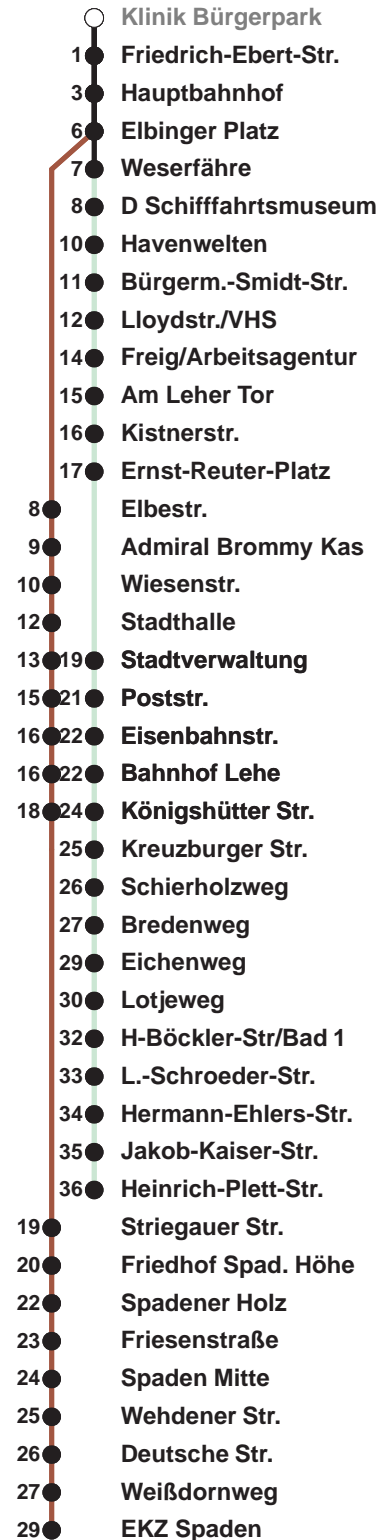 Klinik Bürgerpark
1 Friedrich-Ebert-Str.
3 Hauptbahnhof
6 Elbinger Platz
7 Weserfähre
8 D Schifffahrtsmuseum
10 Havenwelten
11 Bürgerm.-Smidt-Str.
12 Lloydstr./VHS
14 Freig/Arbeitsagentur
15 Am Leher Tor
16 Kistnerstr.
17 Ernst-Reuter-Platz
8 Elbestr.
9 Admiral Brommy Kas
10 Wiesenstr.
12 Stadthalle
13 19 Stadtverwaltung
15 21 Poststr.
16 22 Eisenbahnstr.
16 22 Bahnhof Lehe
18 24 Königshütter Str.
25 Kreuzburger Str.
26 Schierholzweg
27 Bredenweg
29 Eichenweg
30 Lotjeweg
32 H-Böckler-Str/Bad 1
33 L.-Schroeder-Str.
34 Hermann-Ehlers-Str.
35 Jakob-Kaiser-Str.
36 Heinrich-Plett-Str.
19 Striegauer Str.
20 Friedhof Spad. Höhe
22 Spadener Holz
23 Friesenstraße
24 Spaden Mitte
25 Wehdener Str.
26 Deutsche Str.
27 Weißdornweg
29 EKZ Spaden